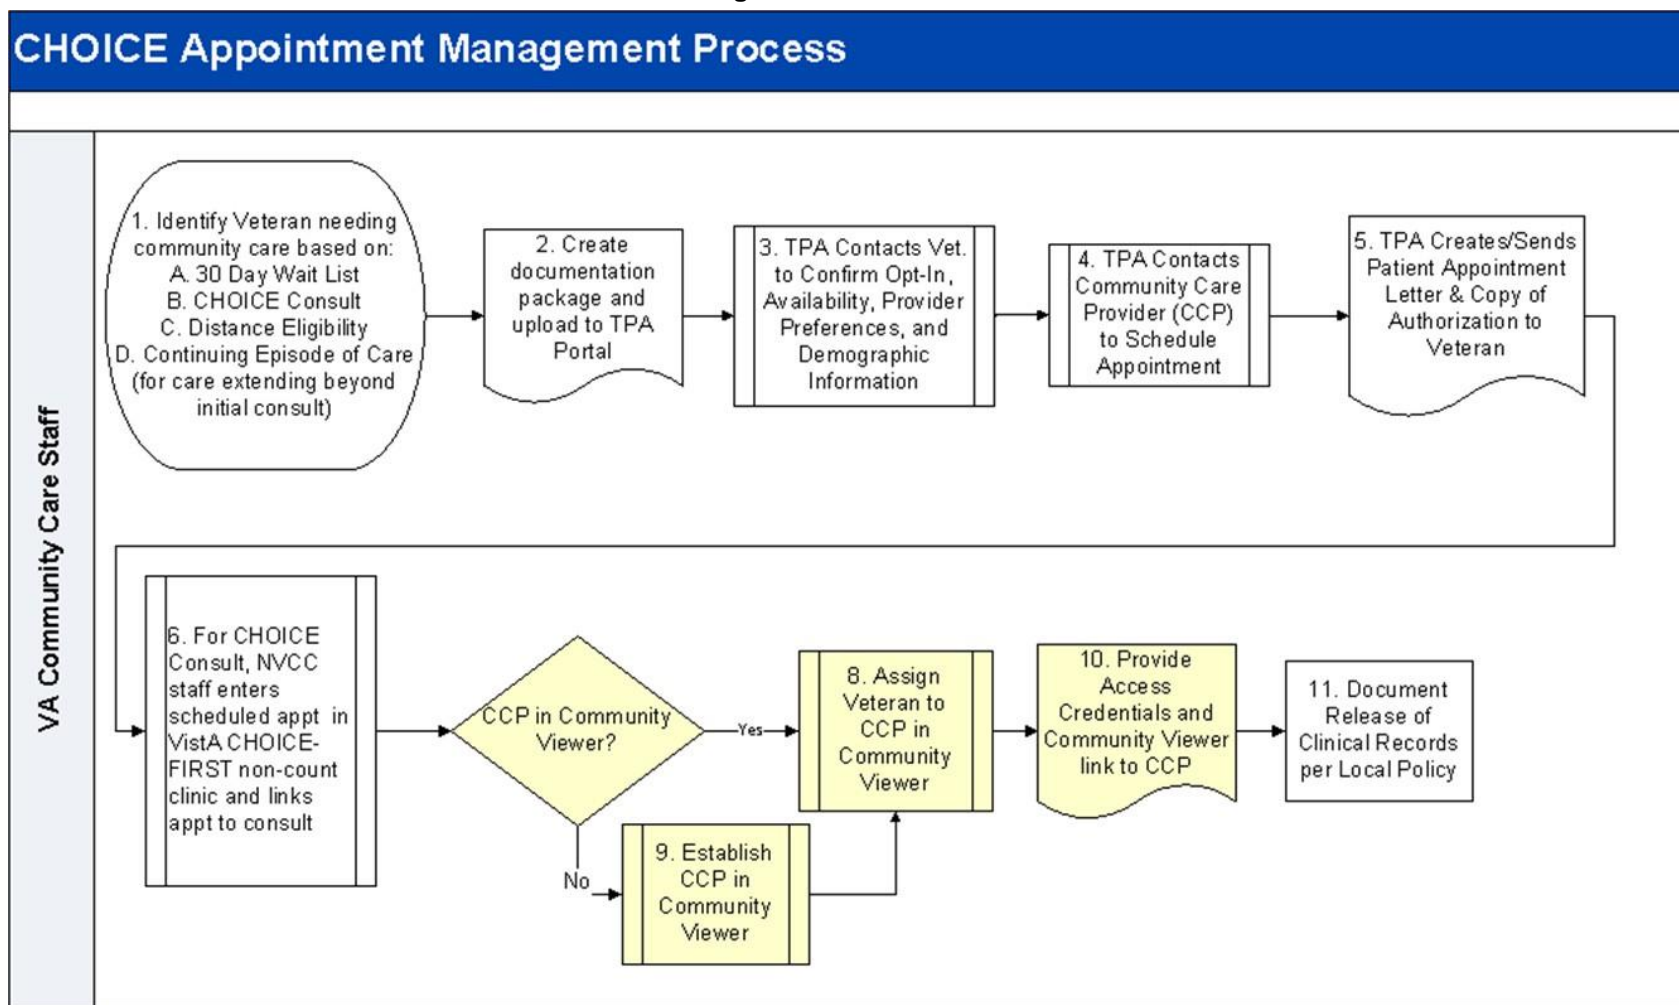 CHOICE Appointment Management Process
VA Community Care Staff
1. Identify Veteran needing
community care based on:
A. 30 Day Wait List
B. CHOICE Consult
C. Distance Eligibility
D. Continuing Episode of Care
(for care extending beyond
initial consult)
2. Create
documentation
package and
upload to TPA
Portal
3. TPA Contacts Vet.
to Confirm Opt-In,
Availability, Provider
Preferences, and
Demographic
Information
4. TPA Contacts
Community Care
Provider (CCP)
to Schedule
Appointment
5. TPA Creates/Sends
Patient Appointment
Letter & Copy of
Authorization to
Veteran
6. For CHOICE
Consult, NVCC
staff enters
scheduled appt in
VistA CHOICE-
FIRST non-count
clinic and links
appt to consult
CCP in Community
Viewer?
Yes
No
8. Assign
Veteran to
CCP in
Community
Viewer
9. Establish
CCP in
Community
Viewer
10. Provide
Access
Credentials and
Community Viewer
link to CCP
11. Document
Release of
Clinical Records
per Local Policy